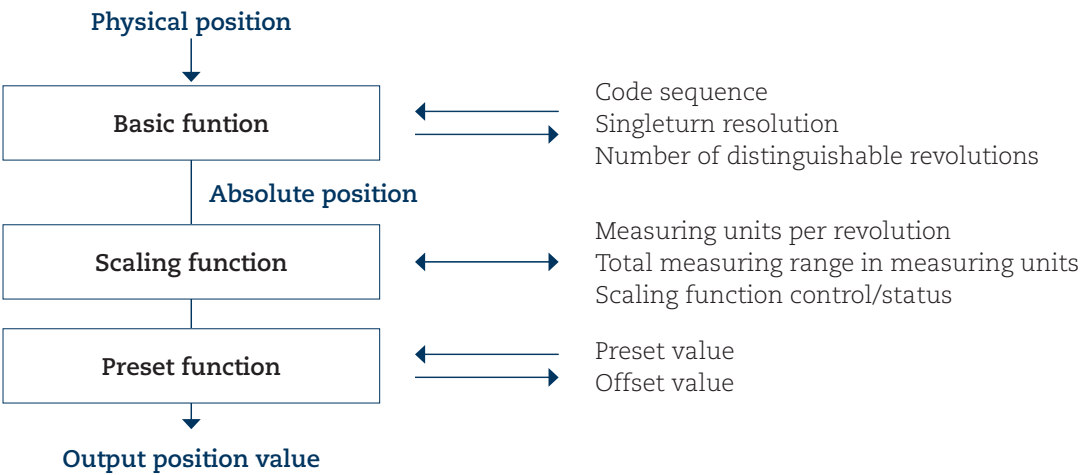 Physical position
Basic funtion
Code sequence
Singleturn resolution
Number of distinguishable revolutions
Absolute position
Scaling function
Measuring units per revolution
Total measuring range in measuring units
Scaling function control/status
Preset function
Preset value
Offset value
Output position value